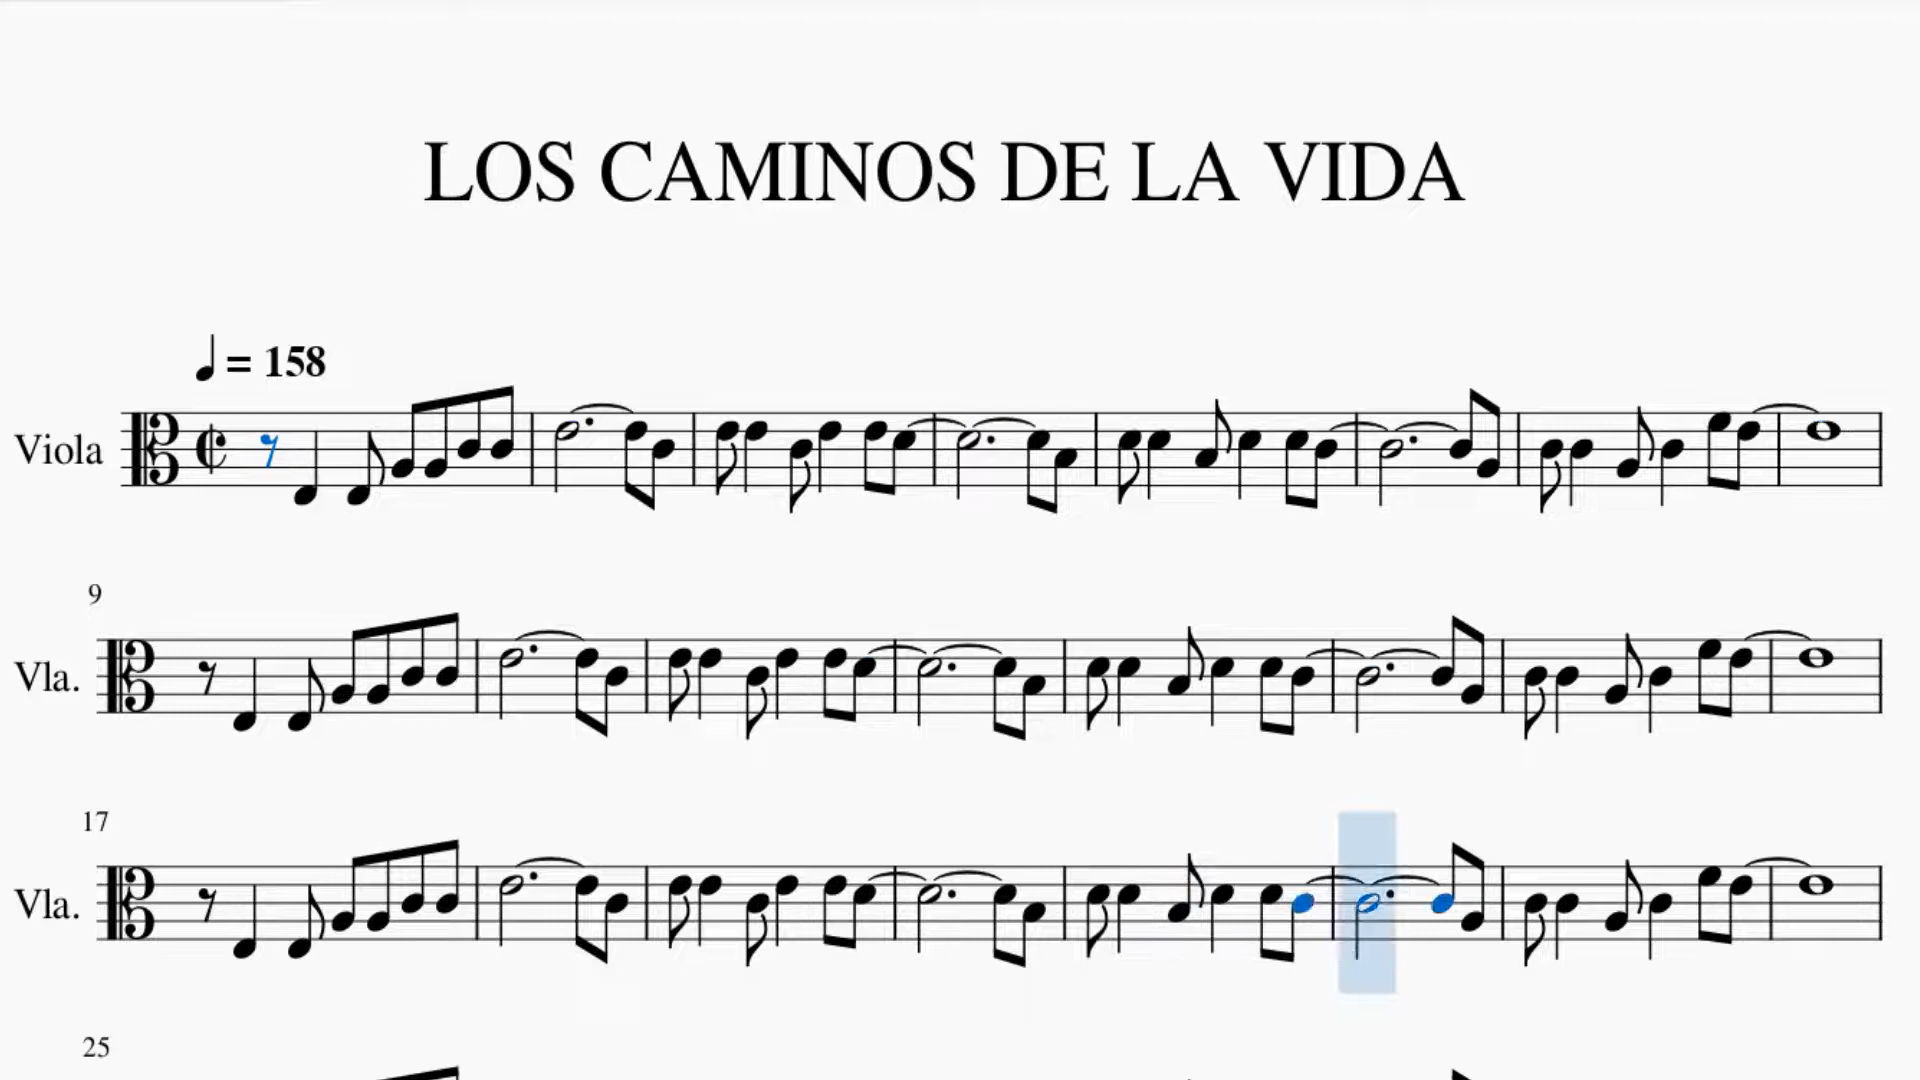 LOS CAMINOS DE LA VIDA
= 158
Viola
9
Vla.
17
Vla.
25